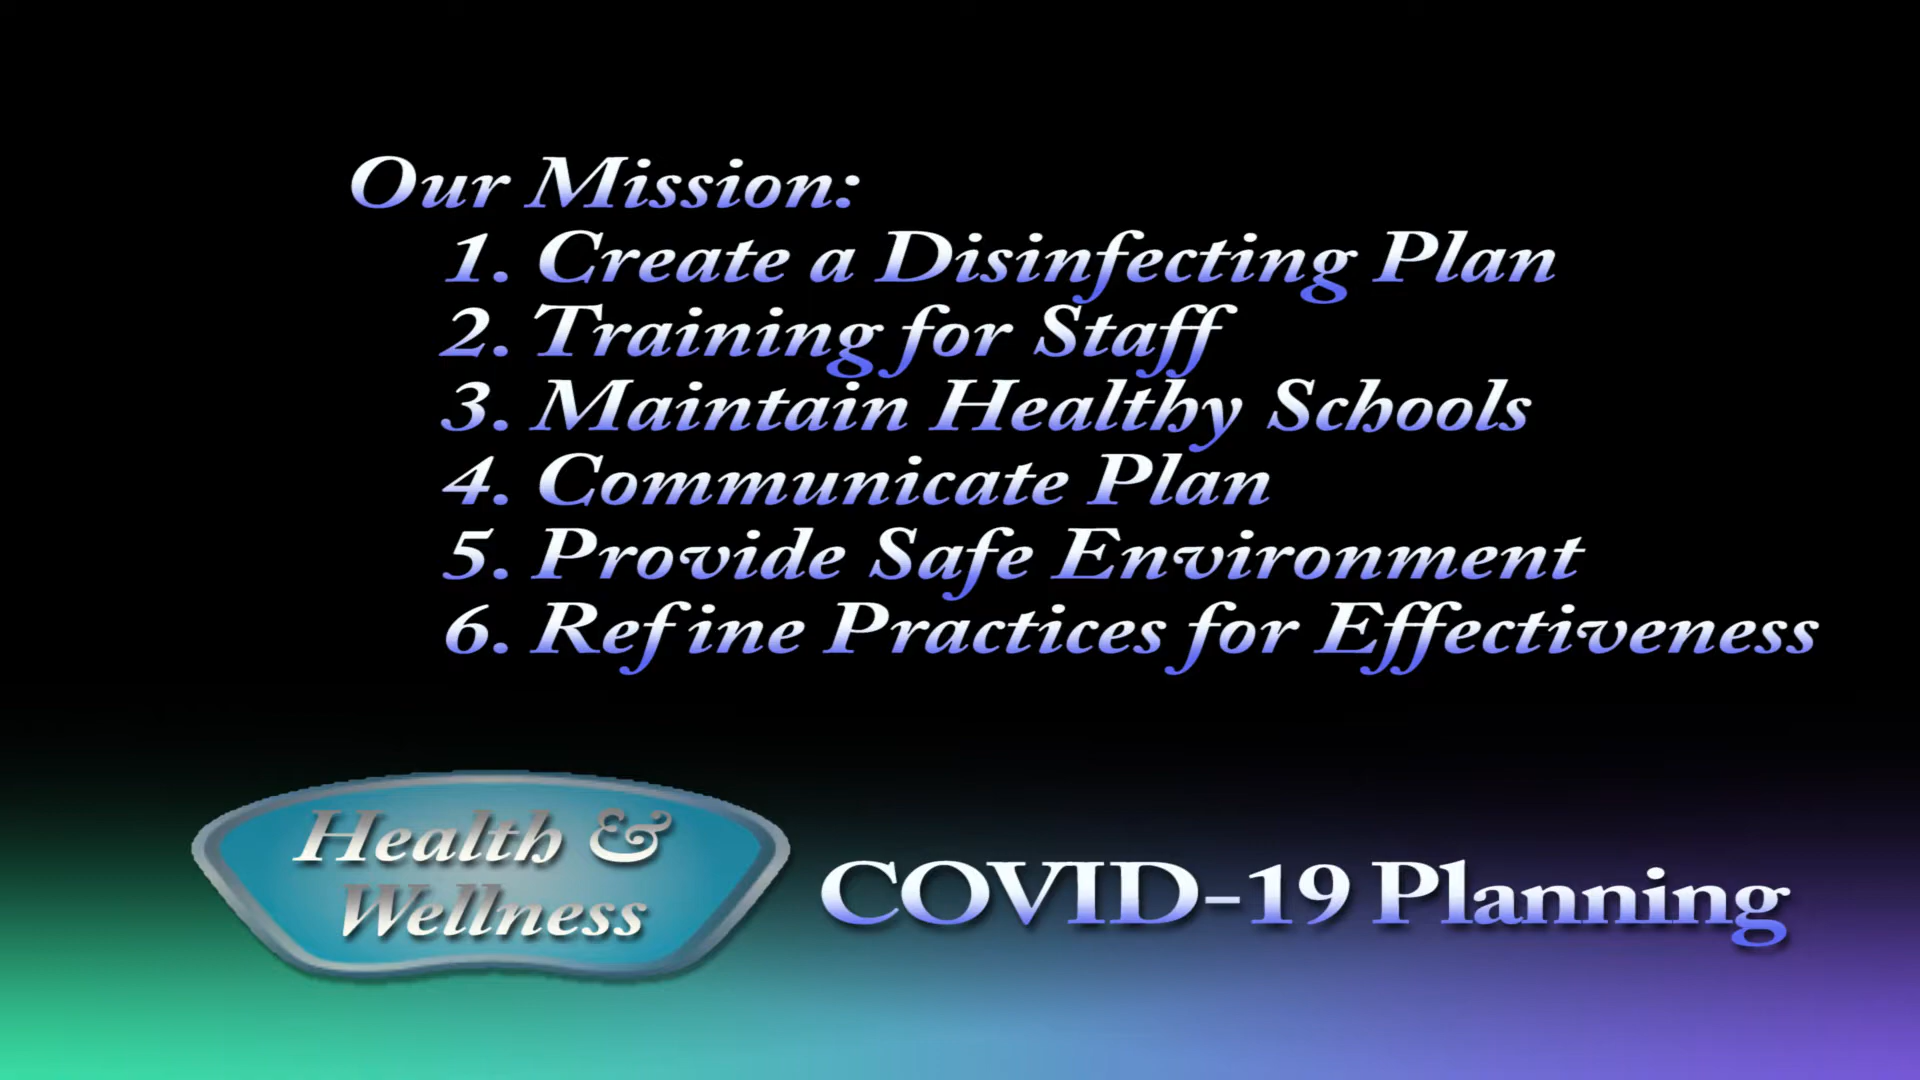 Our Mission:
1. Create a Disinfecting Plan
2. Training for Staff
3. Maintain Healthy Schools
4. Communicate Plan
5. Provide Safe Environment
6. Refine Practices for Effectiveness
Health &
Wellness
COVID-19 Planning